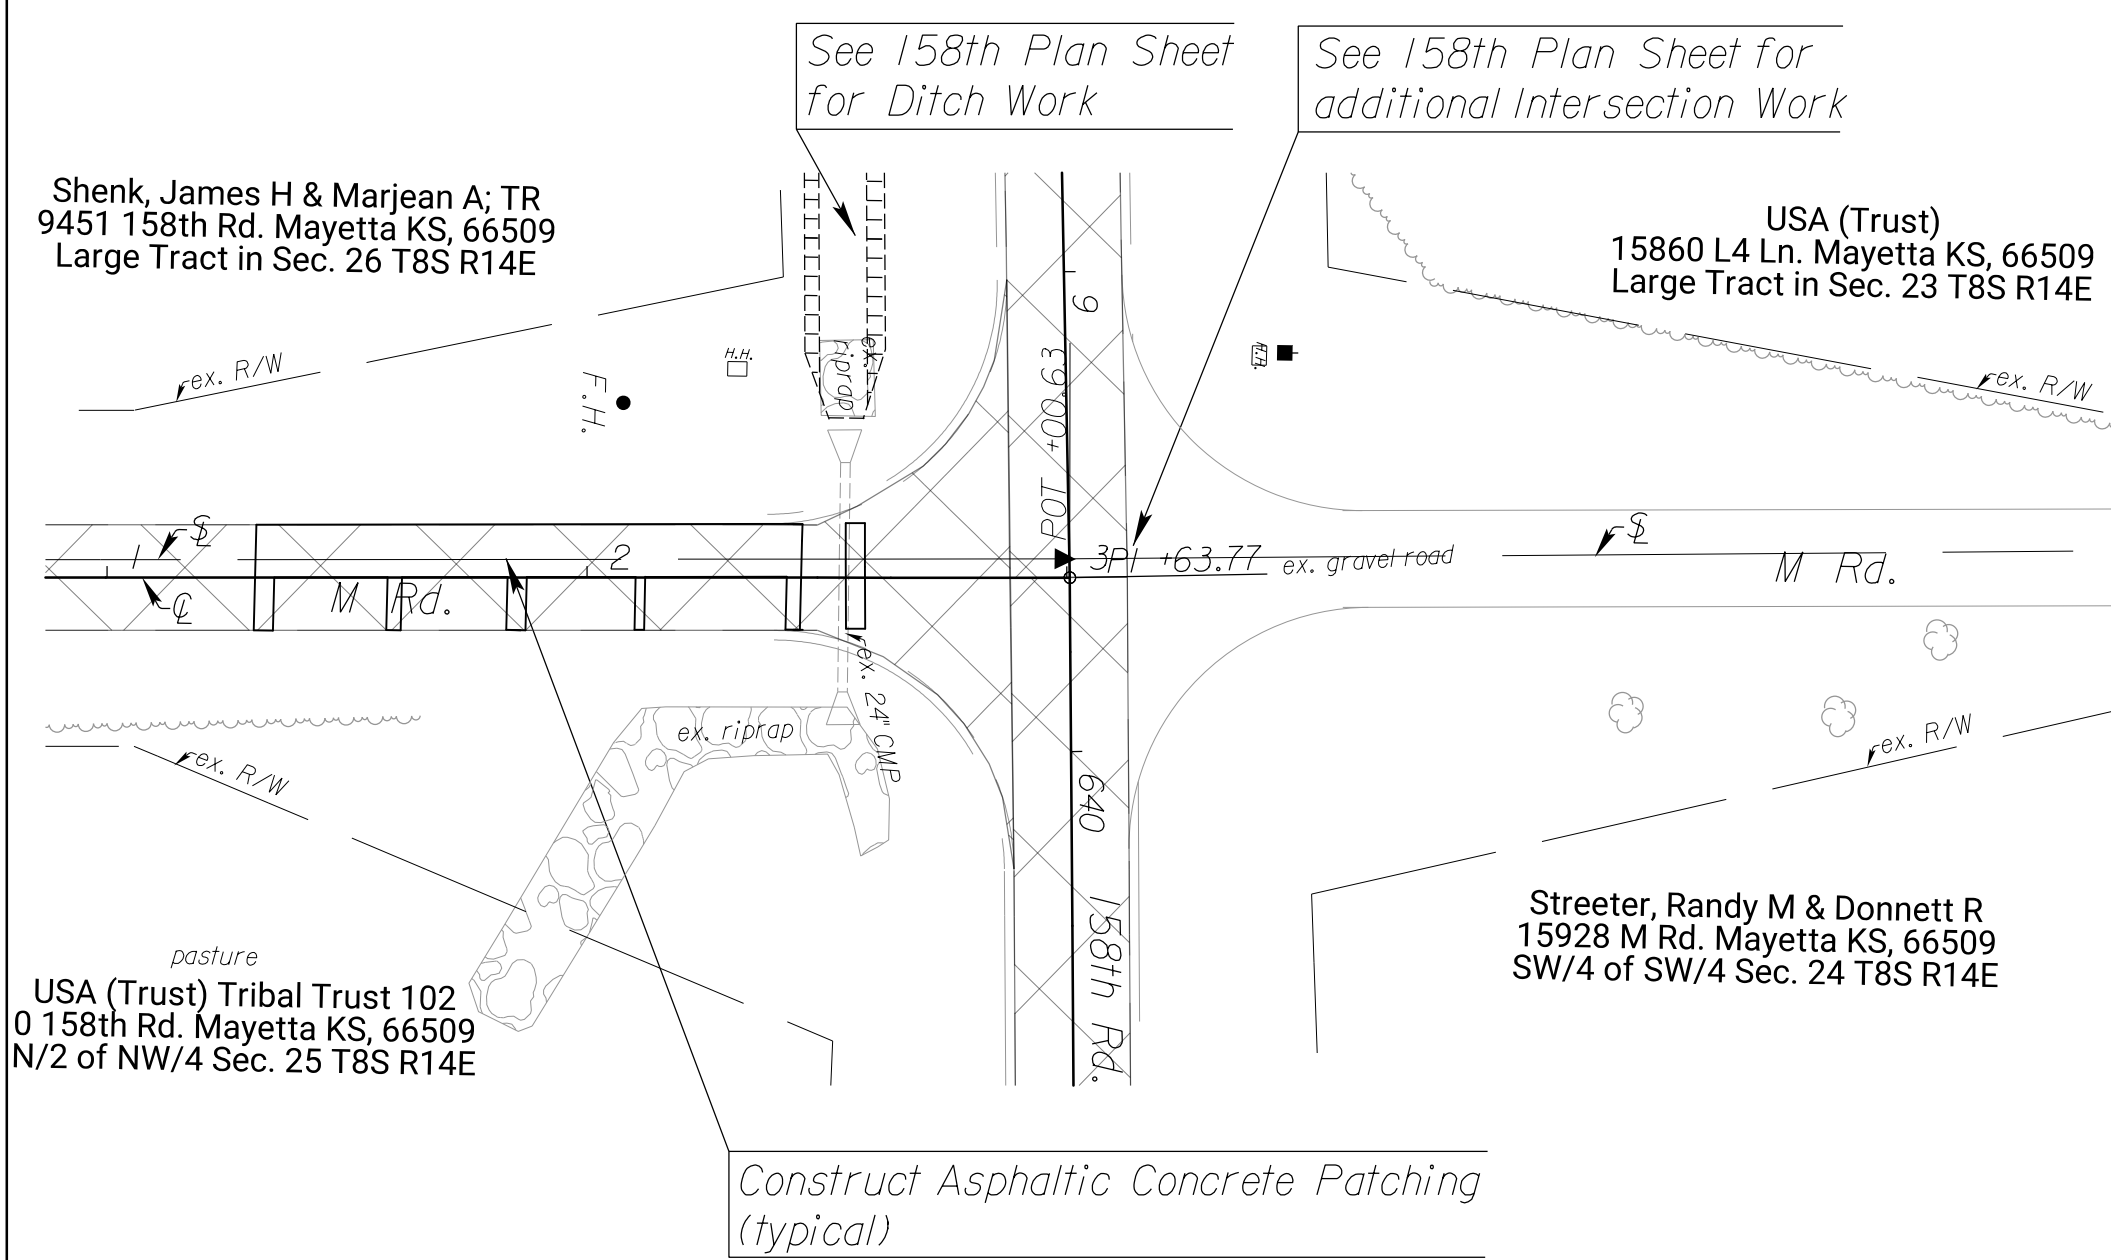 See 158th Plan Sheet
for Ditch Work
See 158th Plan Sheet for
additional Intersection Work
Shenk, James H & Marjean A; TR
9451 158th Rd. Mayetta KS, 66509
Large Tract in Sec. 26 T8S R14E
USA (Trust)
15860 L4 Ln. Mayetta KS, 66509
Large Tract in Sec. 23 T8S R14E
ex. R/W
F.H.
H.H.
ex.
riprap
9
POT +00.63
H.H.
ex. R/W
1
2
3
PI +63.77
ex. gravel road
M Rd.
M Rd.
ex. 24" CMP
ex. riprap
ex. R/W
ex. R/W
640
158th Rd.
pasture
USA (Trust) Tribal Trust 102
0 158th Rd. Mayetta KS, 66509
N/2 of NW/4 Sec. 25 T8S R14E
Streeter, Randy M & Donnett R
15928 M Rd. Mayetta KS, 66509
SW/4 of SW/4 Sec. 24 T8S R14E
Construct Asphaltic Concrete Patching
(typical)